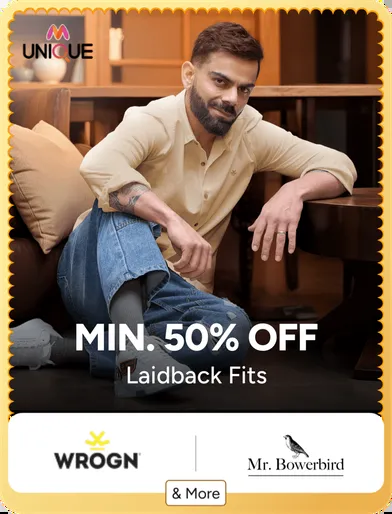 UNIQUE
MIN. 50% OFF
Laidback Fits
WROGN
Mr. Bowerbird
& More